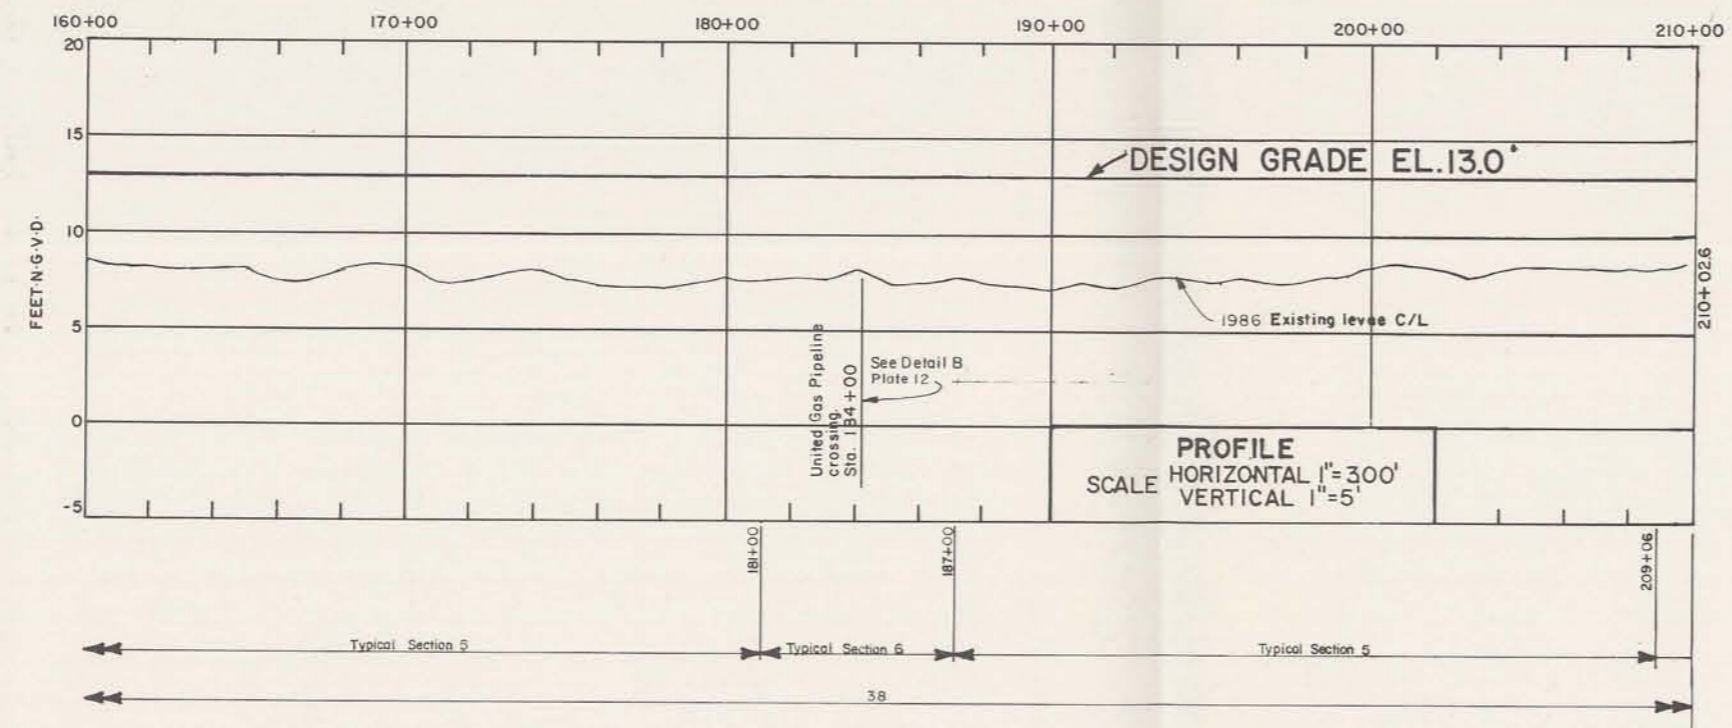 160+00 170+00 180+00 190+00 200+00 210+00
20
15
10
5
0
-5
FEET·N·G·V·D·
DESIGN GRADE EL.13.0'
1986 Existing levee C/L
210+02.6
United Gas Pipeline
crossing.
Sta. 184+00
See Detail B
Plate 12
PROFILE
SCALE HORIZONTAL 1"=300'
VERTICAL 1"=5'
181+00
187+00
209+06
Typical Section 5 Typical Section 6 Typical Section 5
38